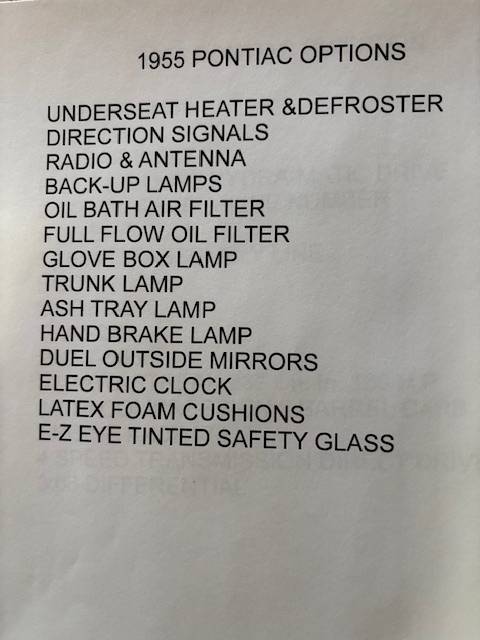 1955 PONTIAC OPTIONS
UNDERSEAT HEATER &DEFROSTER
DIRECTION SIGNALS
RADIO & ANTENNA
BACK-UP LAMPS
OIL BATH AIR FILTER
FULL FLOW OIL FILTER
GLOVE BOX LAMP
TRUNK LAMP
ASH TRAY LAMP
HAND BRAKE LAMP
DUEL OUTSIDE MIRRORS
ELECTRIC CLOCK
LATEX FOAM CUSHIONS
E-Z EYE TINTED SAFETY GLASS